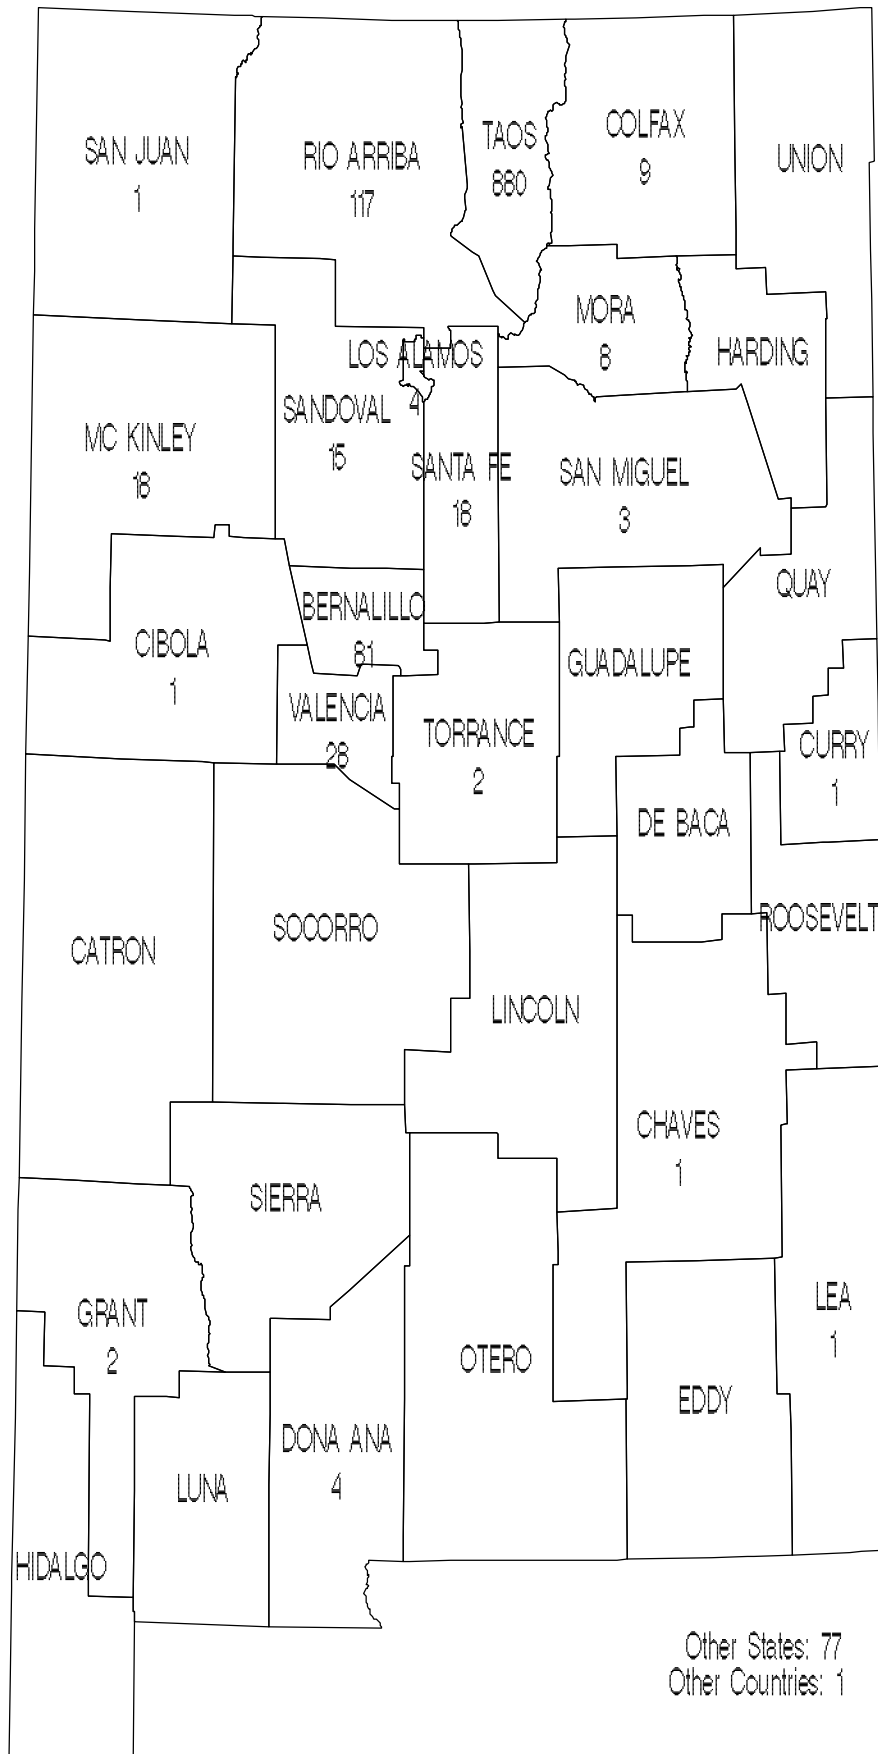 SAN JUAN
1
RIO ARRIBA
117
TAOS
880
COLFAX
9
UNION
MORA
8
HARDING
LOS ALAMOS
4
SANDOVAL
15
MC KINLEY
18
SANTA FE
18
SAN MIGUEL
3
QUAY
BERNALILLO
81
CIBOLA
1
GUADALUPE
VALENCIA
28
TORRANCE
2
CURRY
1
DE BACA
ROOSEVELT
SOCORRO
CATRON
LINCOLN
CHAVES
1
SIERRA
GRANT
2
LEA
1
OTERO
EDDY
DONA ANA
4
LUNA
HIDALGO
Other States: 77
Other Countries: 1